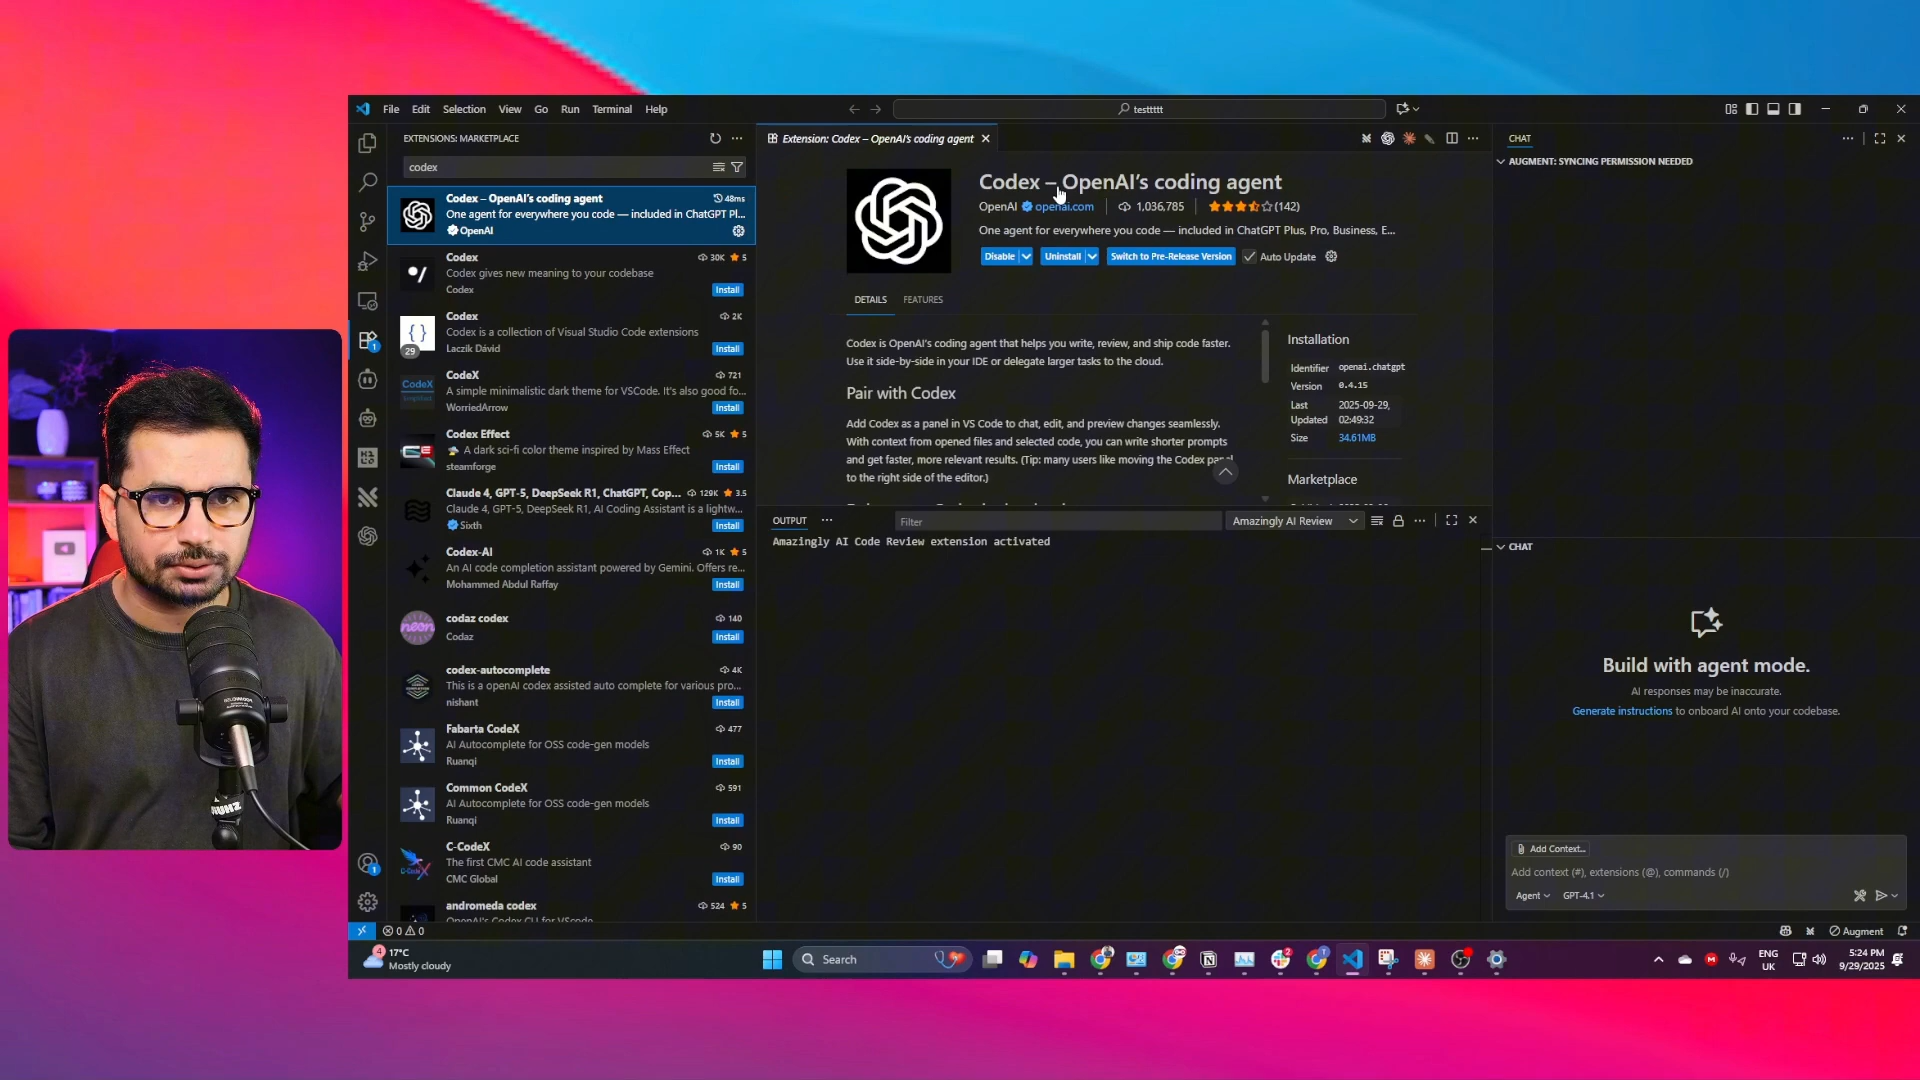 File Edit Selection View Go Run Terminal Help
testtttt
EXTENSIONS: MARKETPLACE
codex
Codex – OpenAI's coding agent 48ms
One agent for everywhere you code — included in ChatGPT Pl...
OpenAI
Codex 30K 5
Codex gives new meaning to your codebase
Codex Install
Codex 2K
Codex is a collection of Visual Studio Code extensions
29 Laczik Dávid Install
CodeX 721
A simple minimalistic dark theme for VSCode. It's also good fo...
WorriedArrow Install
Codex Effect 5K 5
A dark sci-fi color theme inspired by Mass Effect
steamforge Install
Claude 4, GPT-5, DeepSeek R1, ChatGPT, Cop... 129K 3.5
Claude 4, GPT-5, DeepSeek R1, AI Coding Assistant is a lightw...
Sixth Install
Codex-AI 1K 5
An AI code completion assistant powered by Gemini. Offers re...
Mohammed Abdul Raffay Install
codaz codex 140
Codaz Install
codex-autocomplete 4K
This is a openAI codex assisted auto complete for various pro...
nishant Install
Fabarta CodeX 477
AI Autocomplete for OSS code-gen models
Ruanqi Install
Common CodeX 591
AI Autocomplete for OSS code-gen models
Ruanqi Install
C-CodeX 90
The first CMC AI code assistant
CMC Global Install
andromeda codex 524 5
OpenAI's Codex CLI for VScode
Extension: Codex – OpenAI's coding agent
Codex – OpenAI's coding agent
OpenAI openai.com 1,036,785 (142)
One agent for everywhere you code — included in ChatGPT Plus, Pro, Business, E...
Disable Uninstall Switch to Pre-Release Version Auto Update
DETAILS FEATURES
Codex is OpenAI's coding agent that helps you write, review, and ship code faster.
Use it side-by-side in your IDE or delegate larger tasks to the cloud.
Pair with Codex
Add Codex as a panel in VS Code to chat, edit, and preview changes seamlessly.
With context from opened files and selected code, you can write shorter prompts
and get faster, more relevant results. (Tip: many users like moving the Codex panel
to the right side of the editor.)
Installation
Identifier openai.chatgpt
Version 0.4.15
Last 2025-09-29,
Updated 02:49:32
Size 34.61MB
Marketplace
OUTPUT Filter Amazingly AI Review
Amazingly AI Code Review extension activated
CHAT
AUGMENT: SYNCING PERMISSION NEEDED
CHAT
Build with agent mode.
AI responses may be inaccurate.
Generate instructions to onboard AI onto your codebase.
Add Context...
Add context (#), extensions (@), commands (/)
Agent GPT-4.1
0 0
Augment
17°C
Mostly cloudy
Search
ENG
UK
5:24 PM
9/29/2025